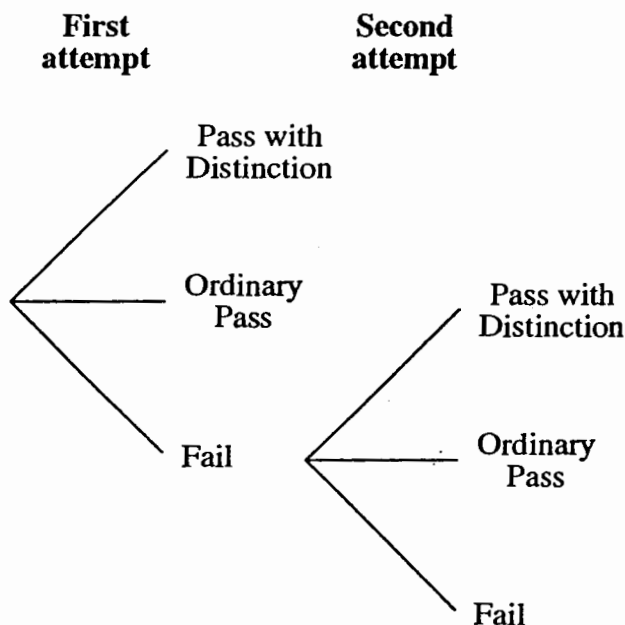 First
attempt
Second
attempt
Pass with
Distinction
Ordinary
Pass
Fail
Pass with
Distinction
Ordinary
Pass
Fail